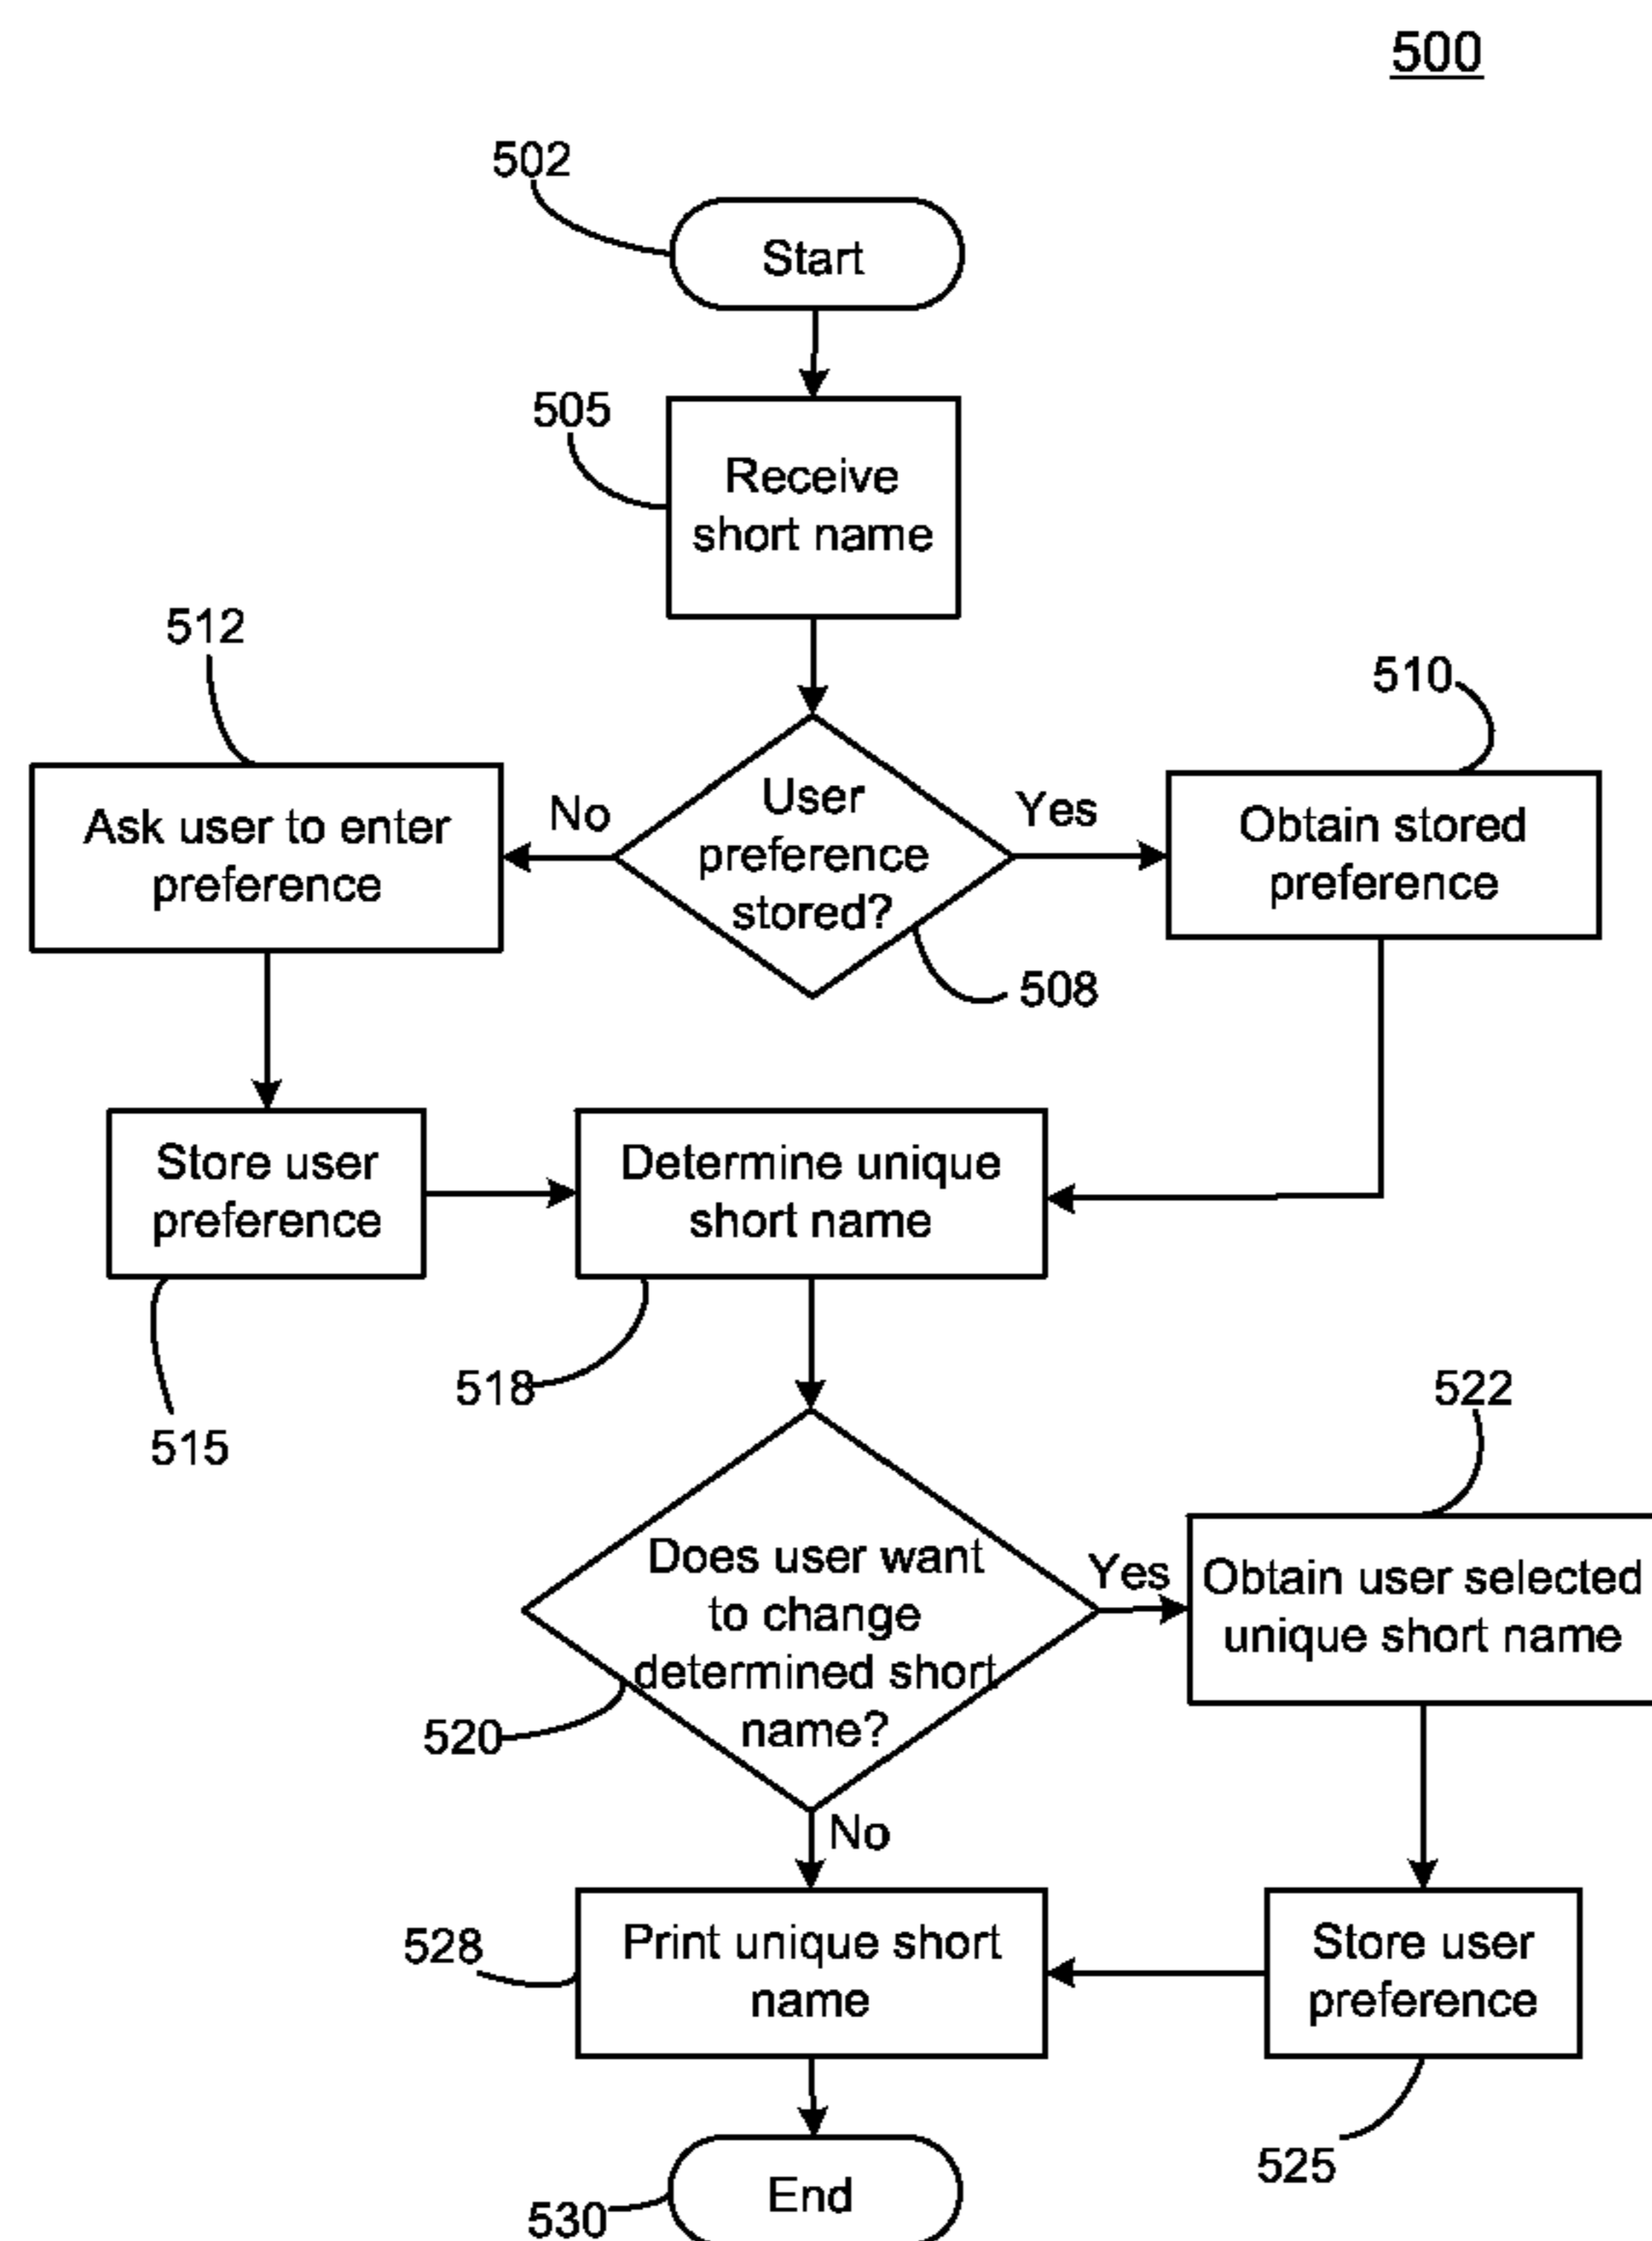 500
502
Start
505
Receive
short name
512
510
Ask user to enter
preference
No
User
preference
stored?
Yes
Obtain stored
preference
508
Store user
preference
Determine unique
short name
515
518
522
Does user want
to change
determined short
name?
Yes
Obtain user selected
unique short name
520
No
528
Print unique short
name
Store user
preference
525
530
End